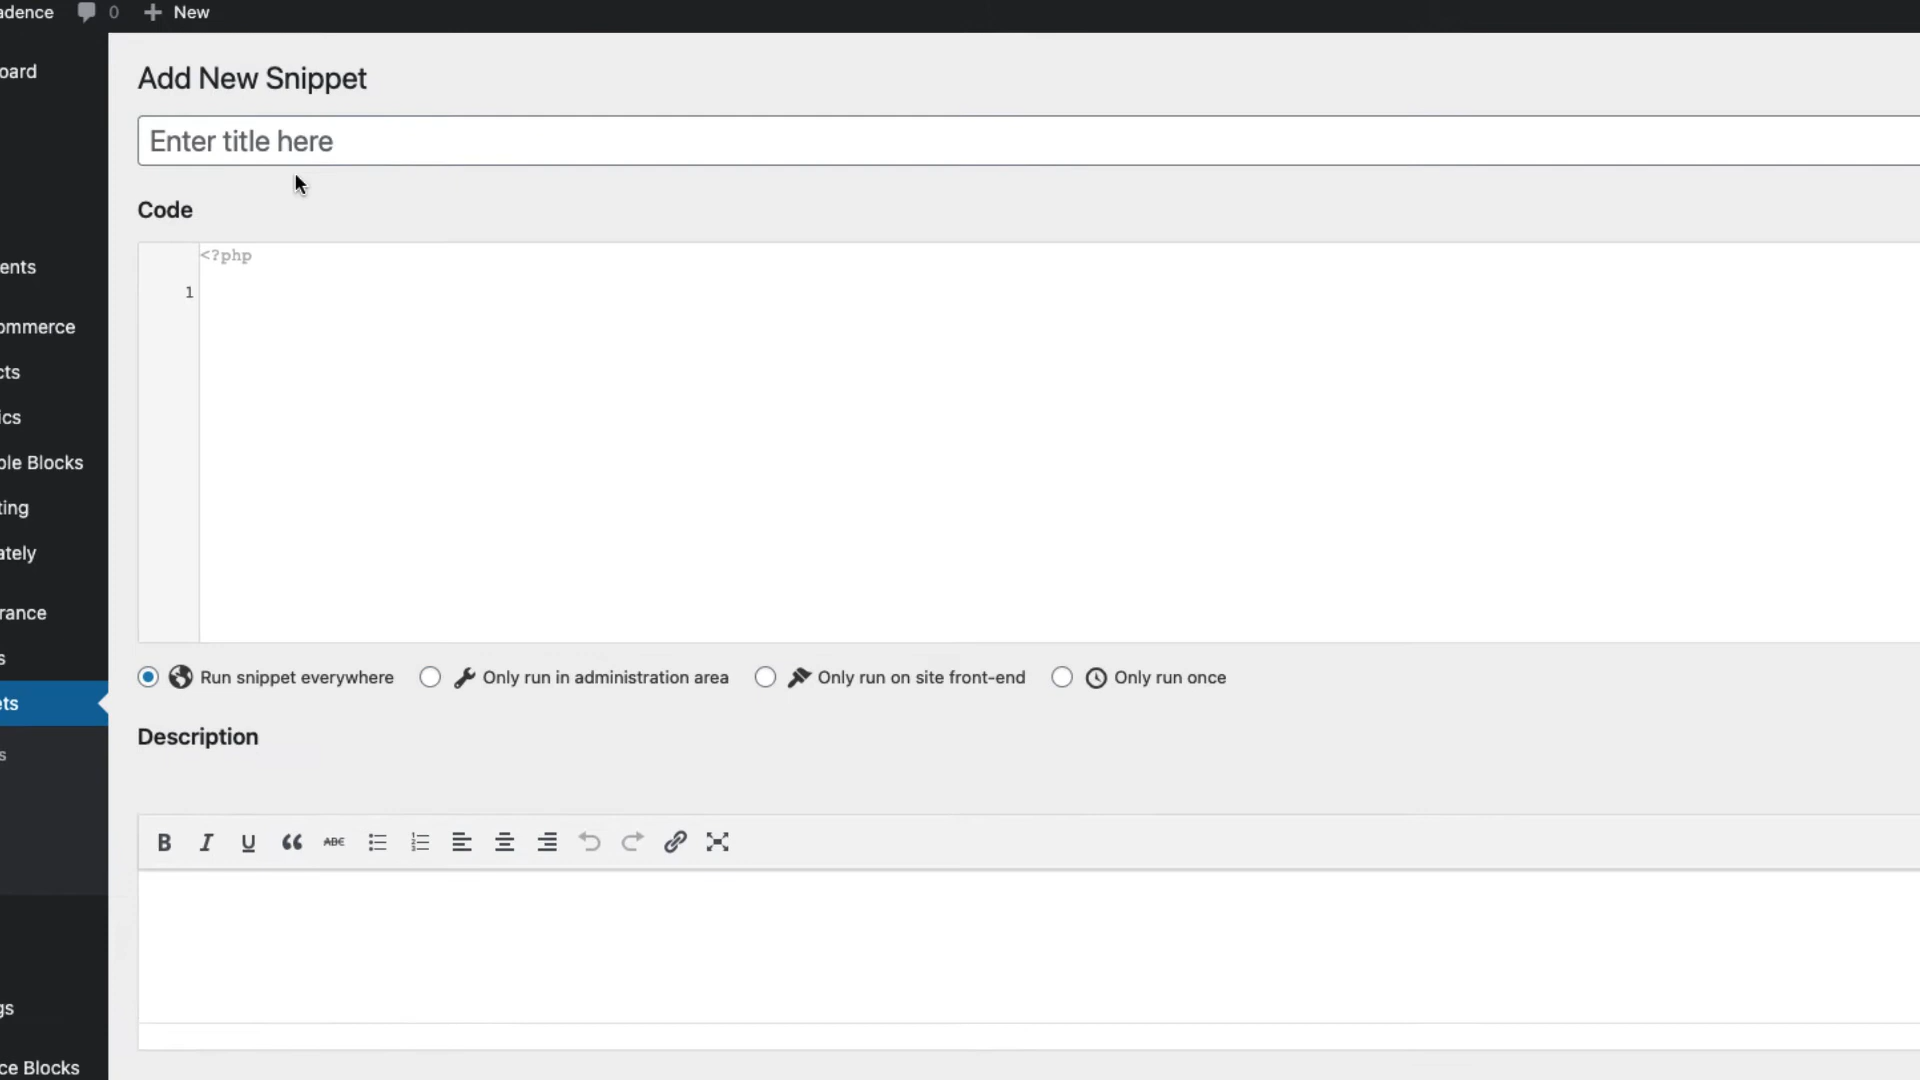 adence 0 New
oard
Add New Snippet
Enter title here
Code
ents
<?php
1
ommerce
cts
ics
ble Blocks
ting
ately
rance
s
Run snippet everywhere Only run in administration area Only run on site front-end Only run once
ets
Description
s
B I U ABC
gs
ce Blocks